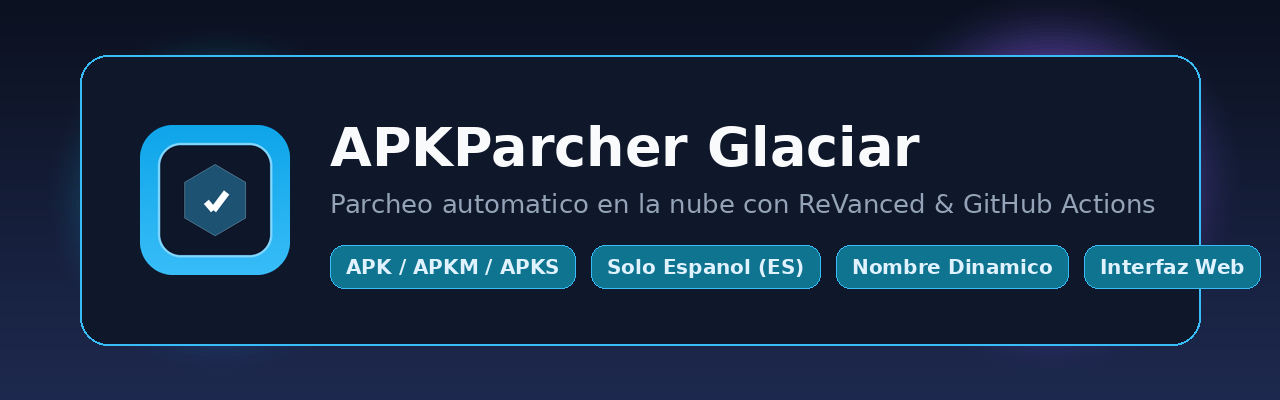 APKParcher Glaciar
Parcheo automatico en la nube con ReVanced & GitHub Actions
APK / APKM / APKS Solo Espanol (ES) Nombre Dinamico Interfaz Web